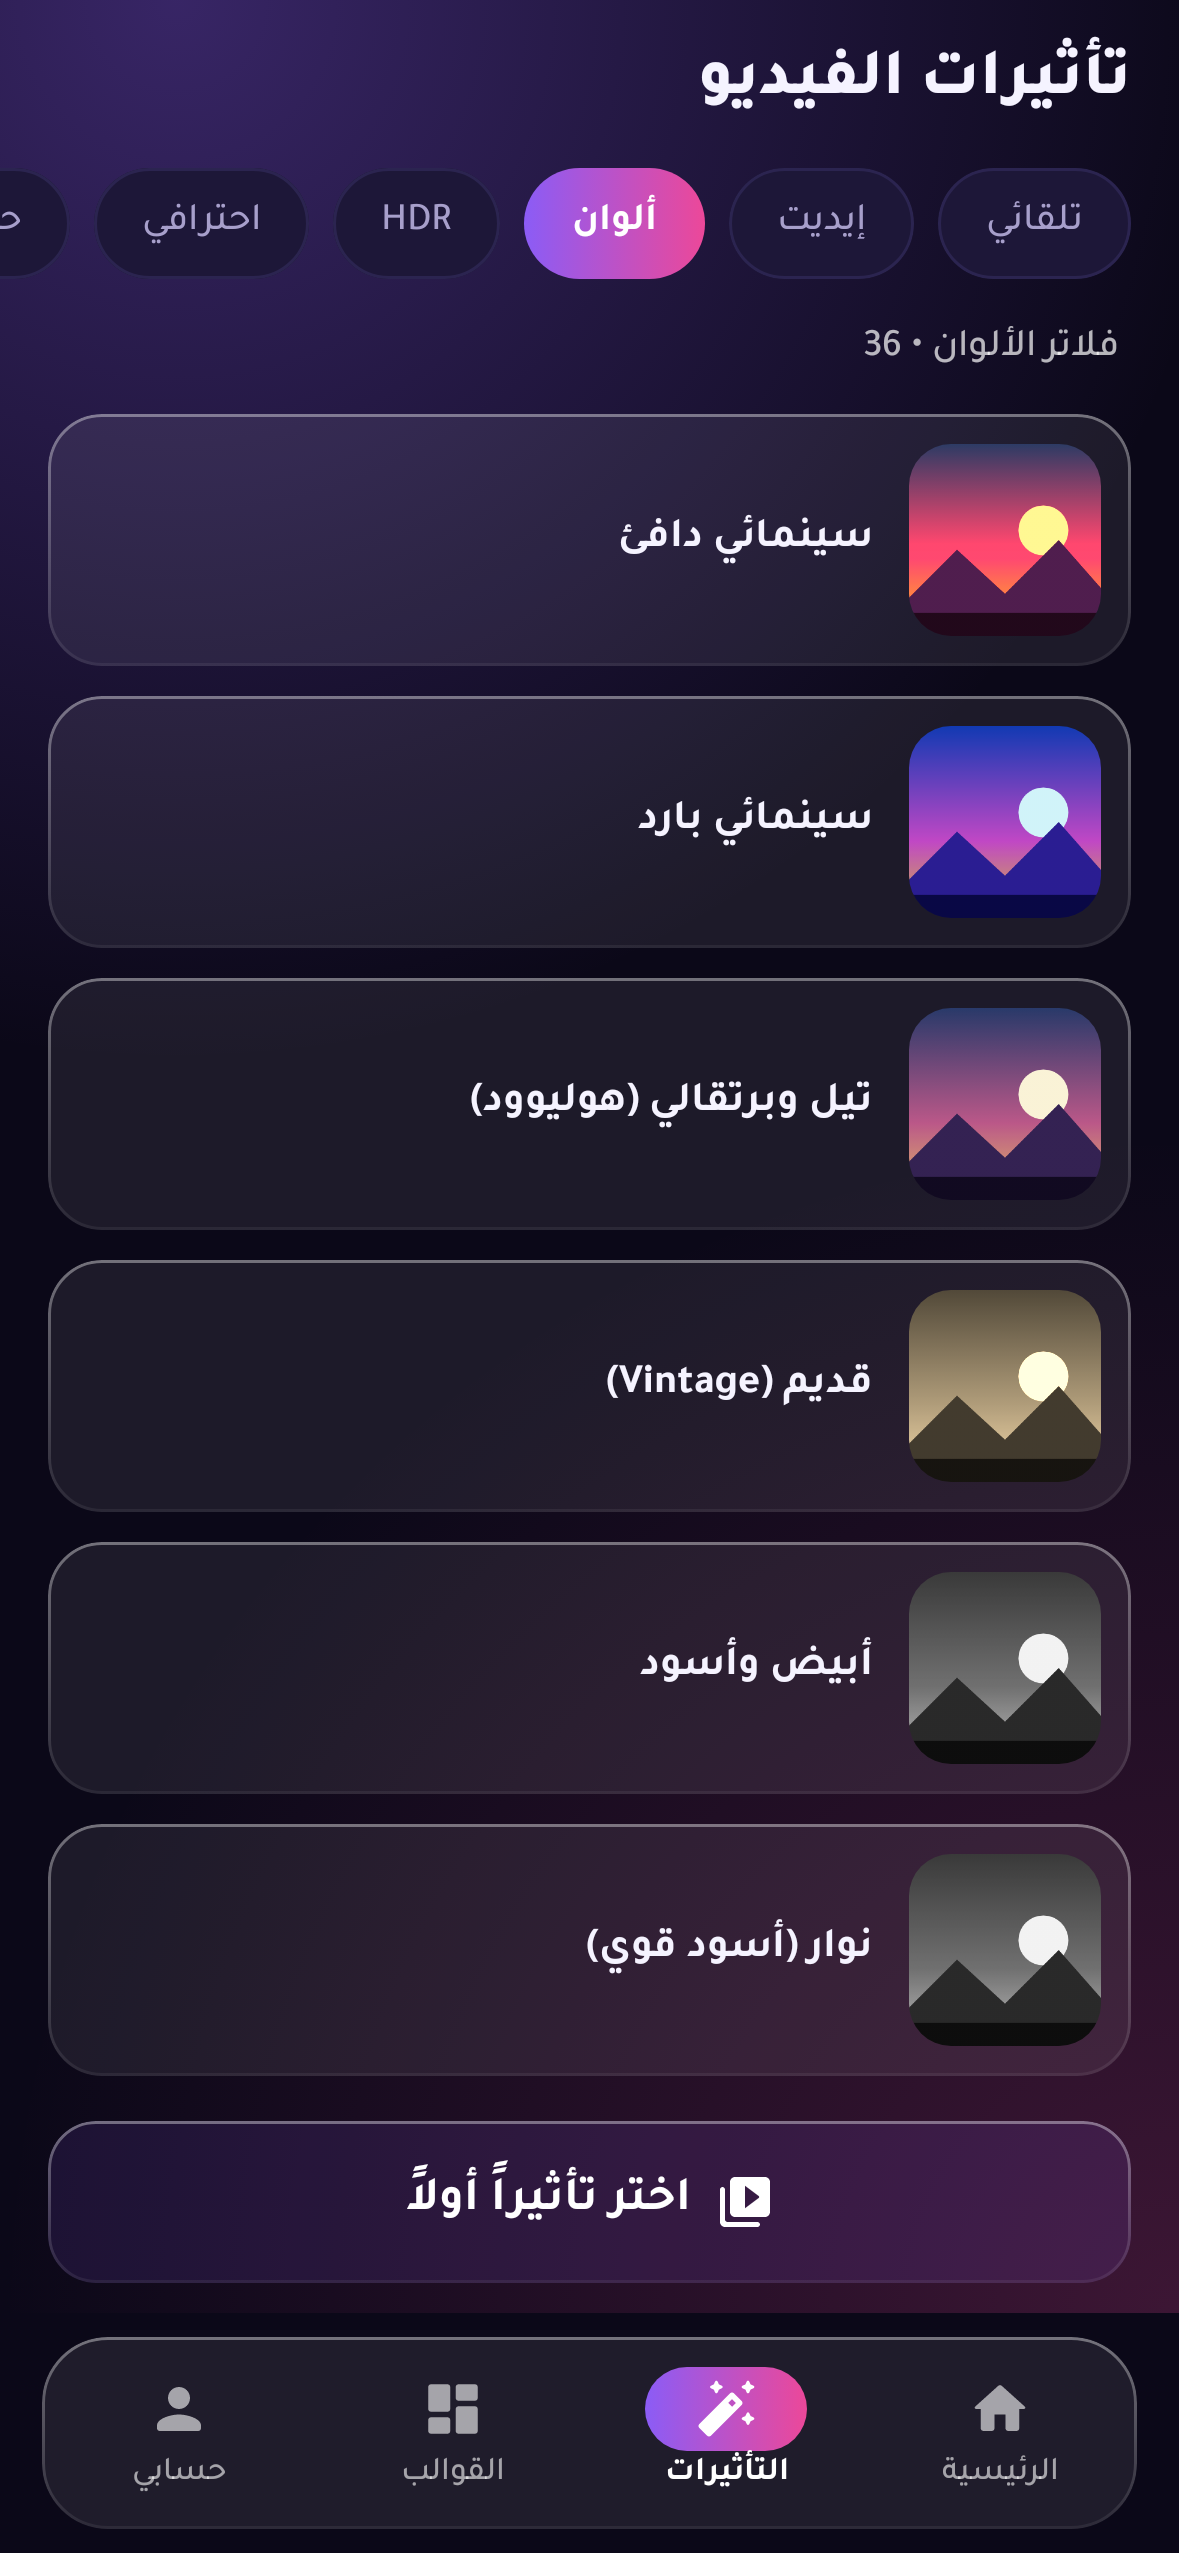 تأثيرات الفيديو
تلقائي
إيديت
ألوان
HDR
احترافي
فلاتر الألوان • 36
سينمائي دافئ
سينمائي بارد
تيل وبرتقالي (هوليوود)
قديم (Vintage)
أبيض وأسود
نوار (أسود قوي)
اختر تأثيراً أولاً
الرئيسية
التأثيرات
القوالب
حسابي